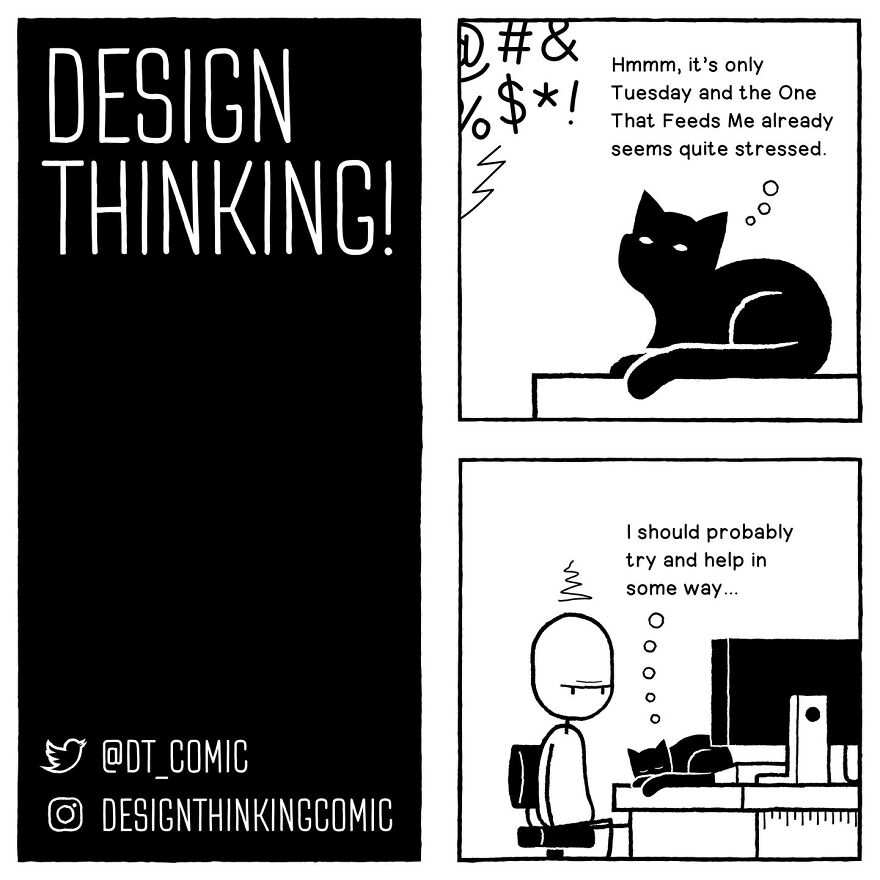 DESIGN
THINKING!
@DT_COMIC
DESIGNTHINKINGCOMIC
@#&
%$*!
Hmmm, it's only
Tuesday and the One
That Feeds Me already
seems quite stressed.
I should probably
try and help in
some way...